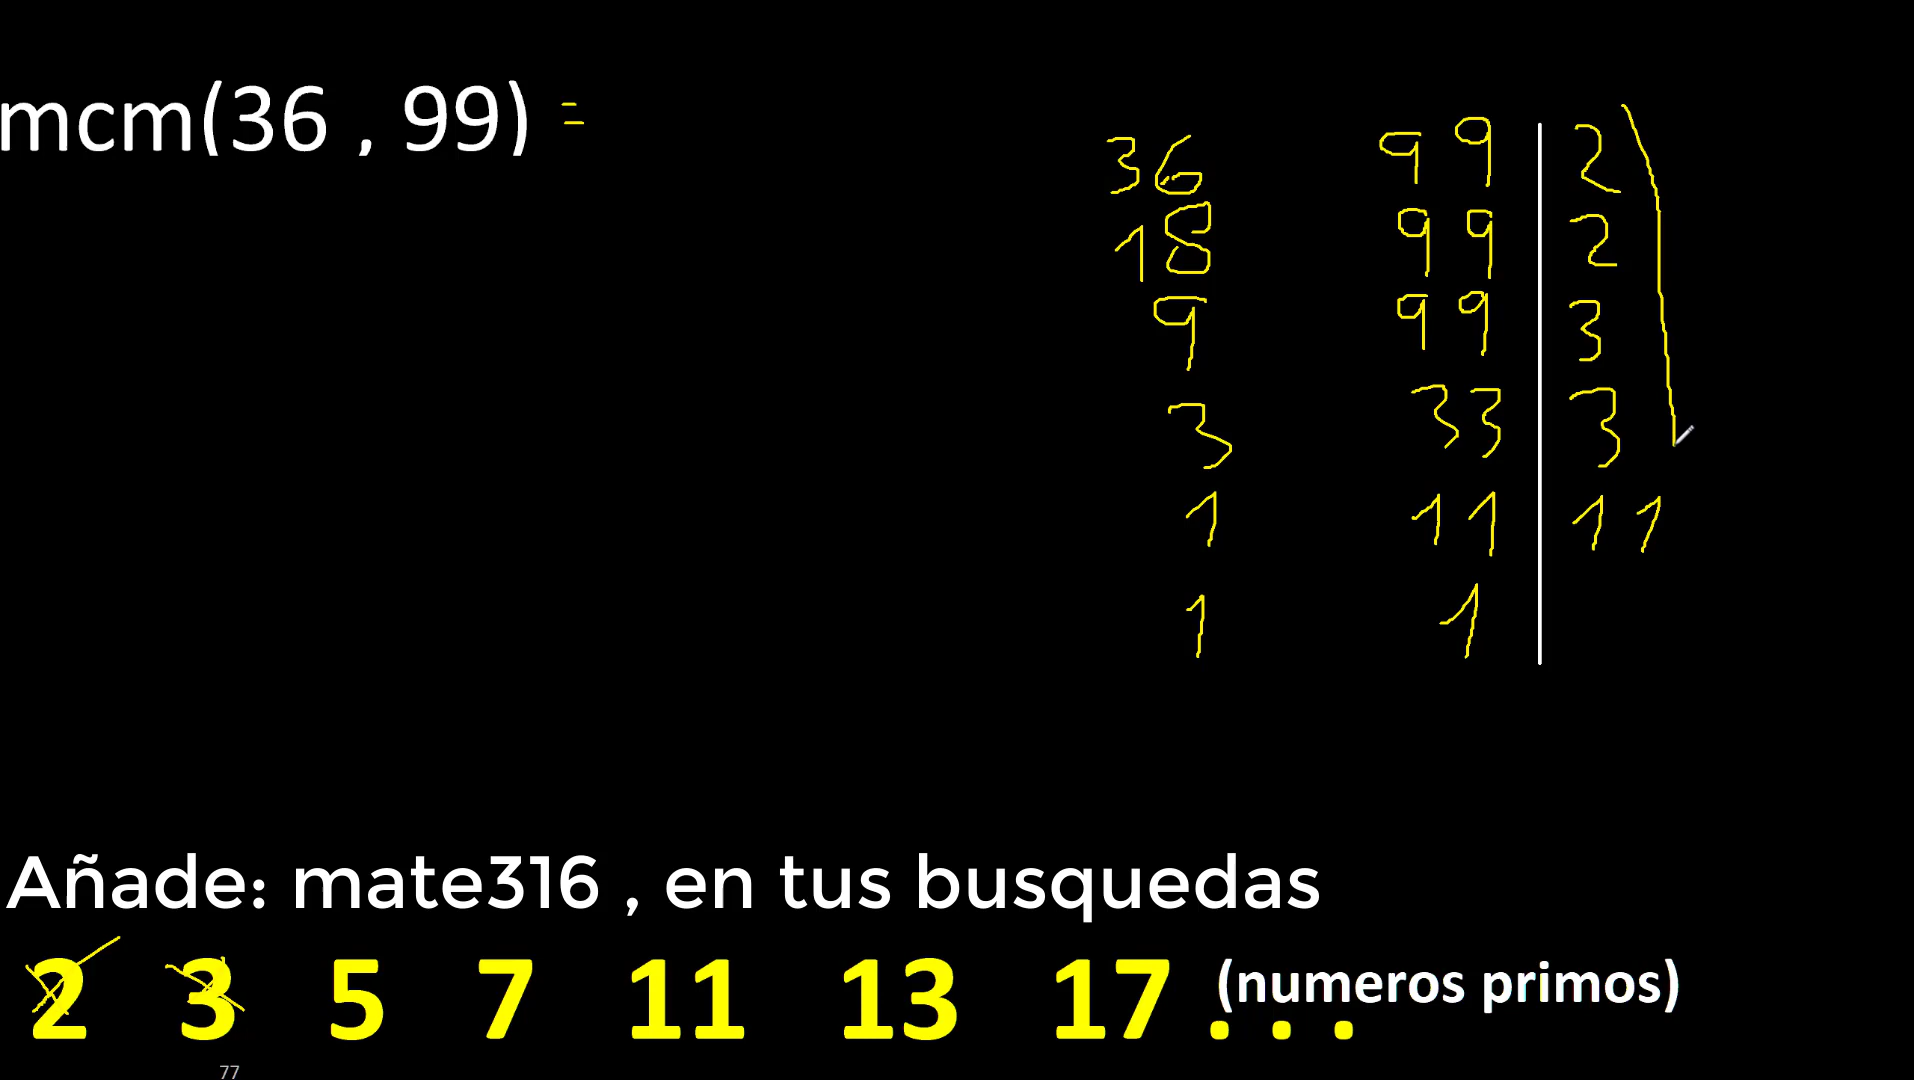 mcm(36 , 99) =
36 99 2
18 99 2
9 99 3
3 33 3
1 11 11
1 1
Añade: mate316 , en tus busquedas
2 3 5 7 11 13 17 . . . (numeros primos)
77